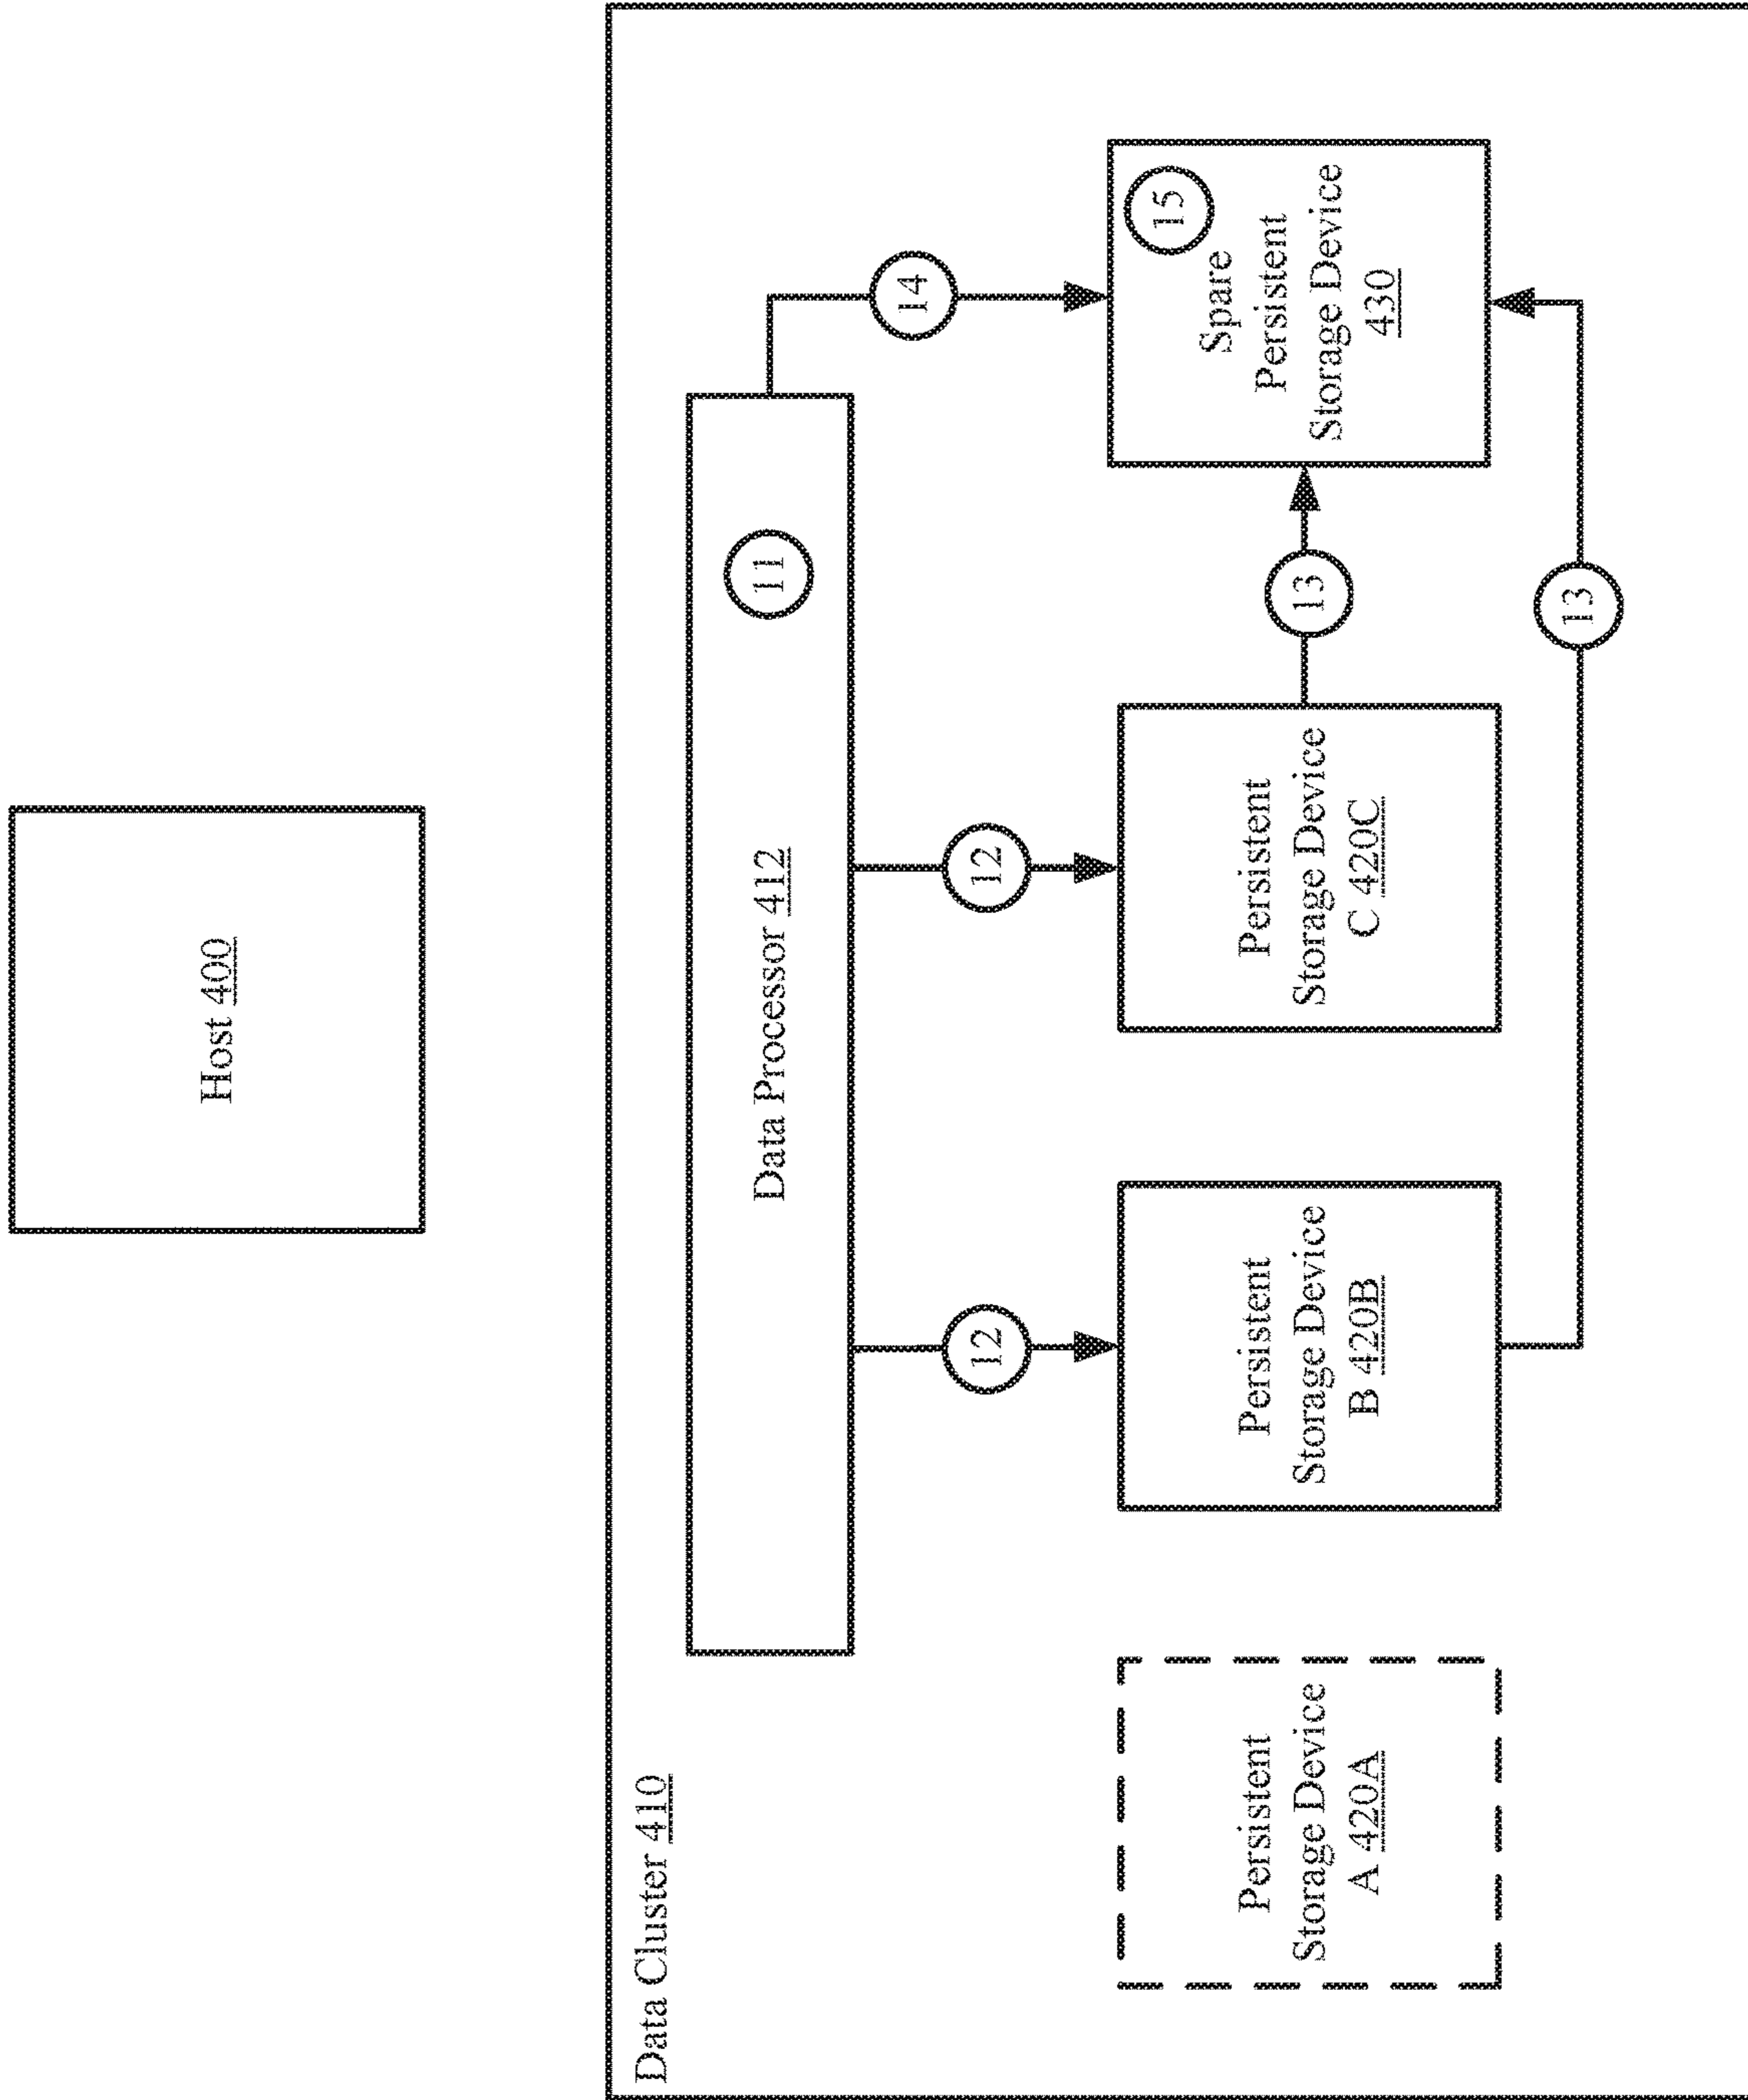 Host 400
Data Cluster 410
Data Processor 412
11
12
12
14
Persistent
Storage Device
A 420A
Persistent
Storage Device
B 420B
Persistent
Storage Device
C 420C
13
15
Spare
Persistent
Storage Device
430
13